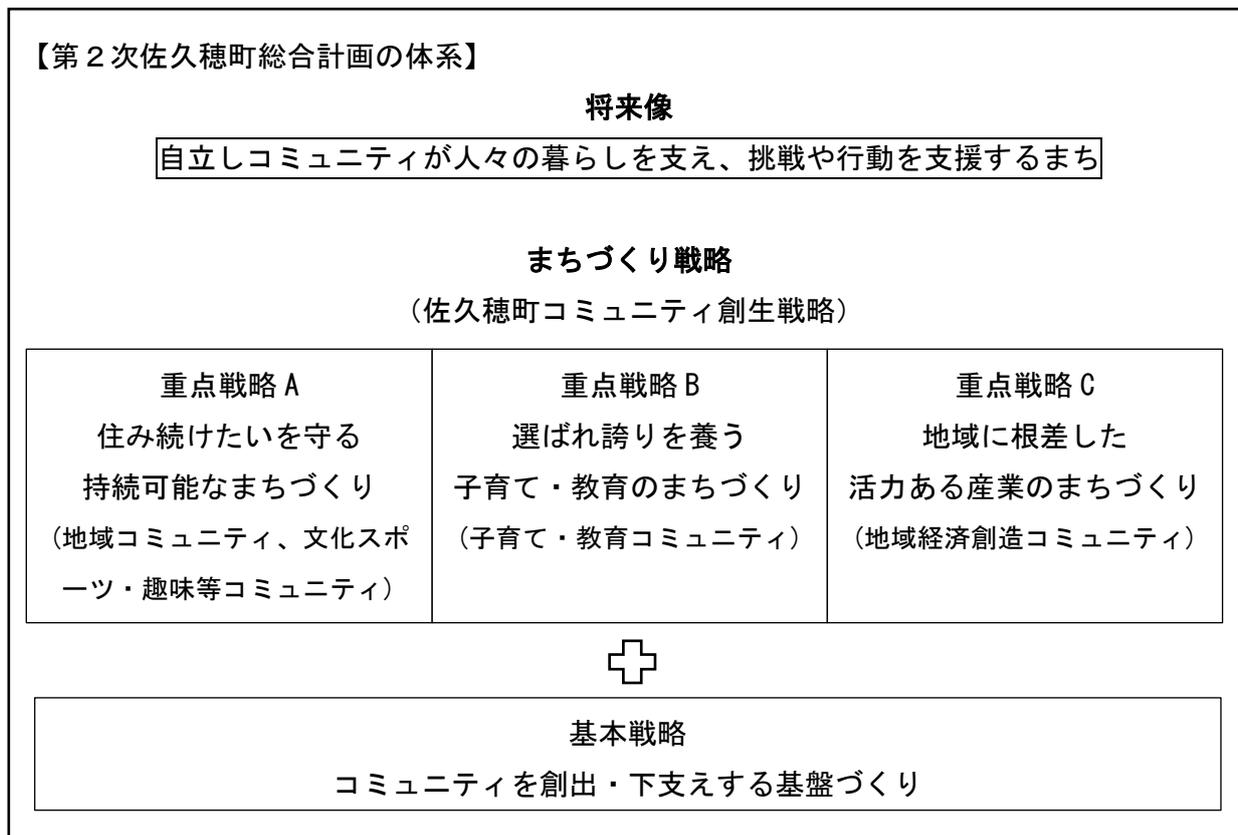 【第２次佐久穂町総合計画の体系】
将来像
自立しコミュニティが人々の暮らしを支え、挑戦や行動を支援するまち
まちづくり戦略
（佐久穂町コミュニティ創生戦略）
重点戦略Ａ
住み続けたいを守る
持続可能なまちづくり
（地域コミュニティ、文化スポ
ーツ・趣味等コミュニティ）
重点戦略Ｂ
選ばれ誇りを養う
子育て・教育のまちづくり
（子育て・教育コミュニティ）
重点戦略Ｃ
地域に根差した
活力ある産業のまちづくり
（地域経済創造コミュニティ）
基本戦略
コミュニティを創出・下支えする基盤づくり